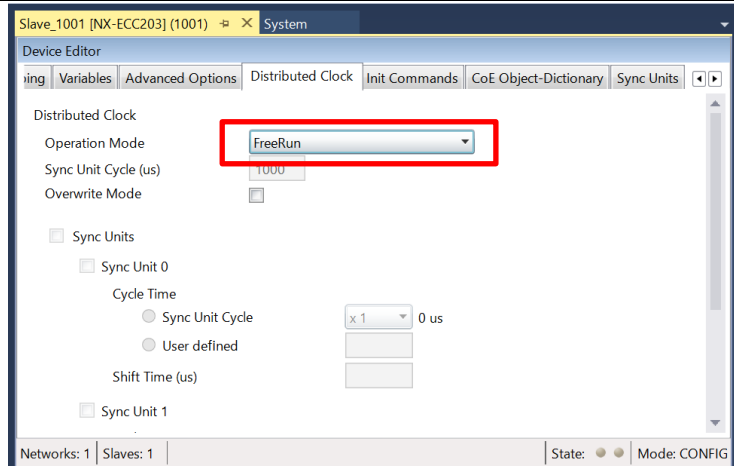 Slave_1001 [NX-ECC203] (1001) System
Device Editor
ing Variables Advanced Options Distributed Clock Init Commands CoE Object-Dictionary Sync Units
Distributed Clock
Operation Mode FreeRun
Sync Unit Cycle (us) 1000
Overwrite Mode
Sync Units
Sync Unit 0
Cycle Time
Sync Unit Cycle x 1 0 us
User defined
Shift Time (us)
Sync Unit 1
Networks: 1 Slaves: 1 State: Mode: CONFIG